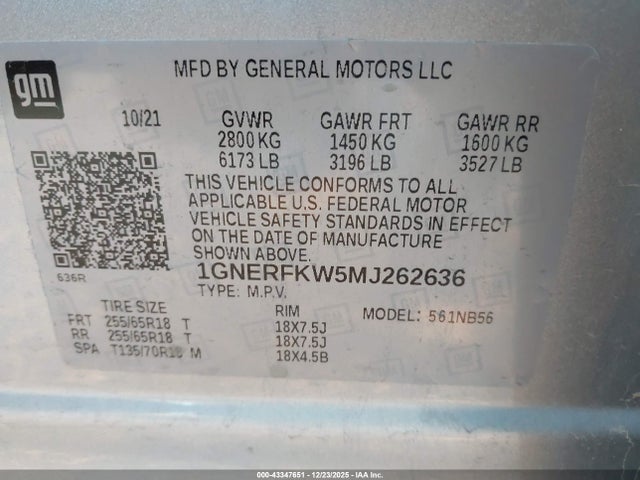 gm
MFD BY GENERAL MOTORS LLC
10/21 GVWR GAWR FRT GAWR RR
2800 KG 1450 KG 1600 KG
6173 LB 3196 LB 3527 LB
THIS VEHICLE CONFORMS TO ALL
APPLICABLE U.S. FEDERAL MOTOR
VEHICLE SAFETY STANDARDS IN EFFECT
ON THE DATE OF MANUFACTURE
SHOWN ABOVE.
636R
1GNERFKW5MJ262636
TYPE: M.P.V.
TIRE SIZE RIM MODEL: 561NB56
FRT 255/65R18 T 18X7.5J
RR 255/65R18 T 18X7.5J
SPA T135/70R18 M 18X4.5B
© - 43347651 - 12/23/2025 - IAA Inc.